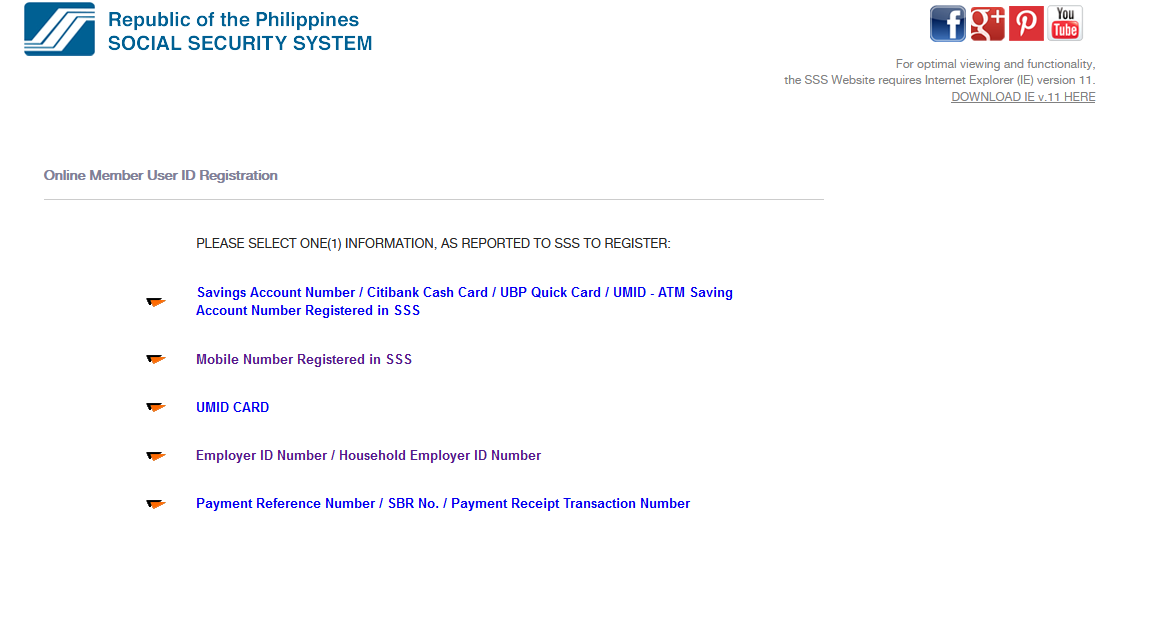 Republic of the Philippines
SOCIAL SECURITY SYSTEM
f
g+
You
Tube
For optimal viewing and functionality,
the SSS Website requires Internet Explorer (IE) version 11.
DOWNLOAD IE v.11 HERE
Online Member User ID Registration
PLEASE SELECT ONE(1) INFORMATION, AS REPORTED TO SSS TO REGISTER:
Savings Account Number / Citibank Cash Card / UBP Quick Card / UMID - ATM Saving
Account Number Registered in SSS
Mobile Number Registered in SSS
UMID CARD
Employer ID Number / Household Employer ID Number
Payment Reference Number / SBR No. / Payment Receipt Transaction Number